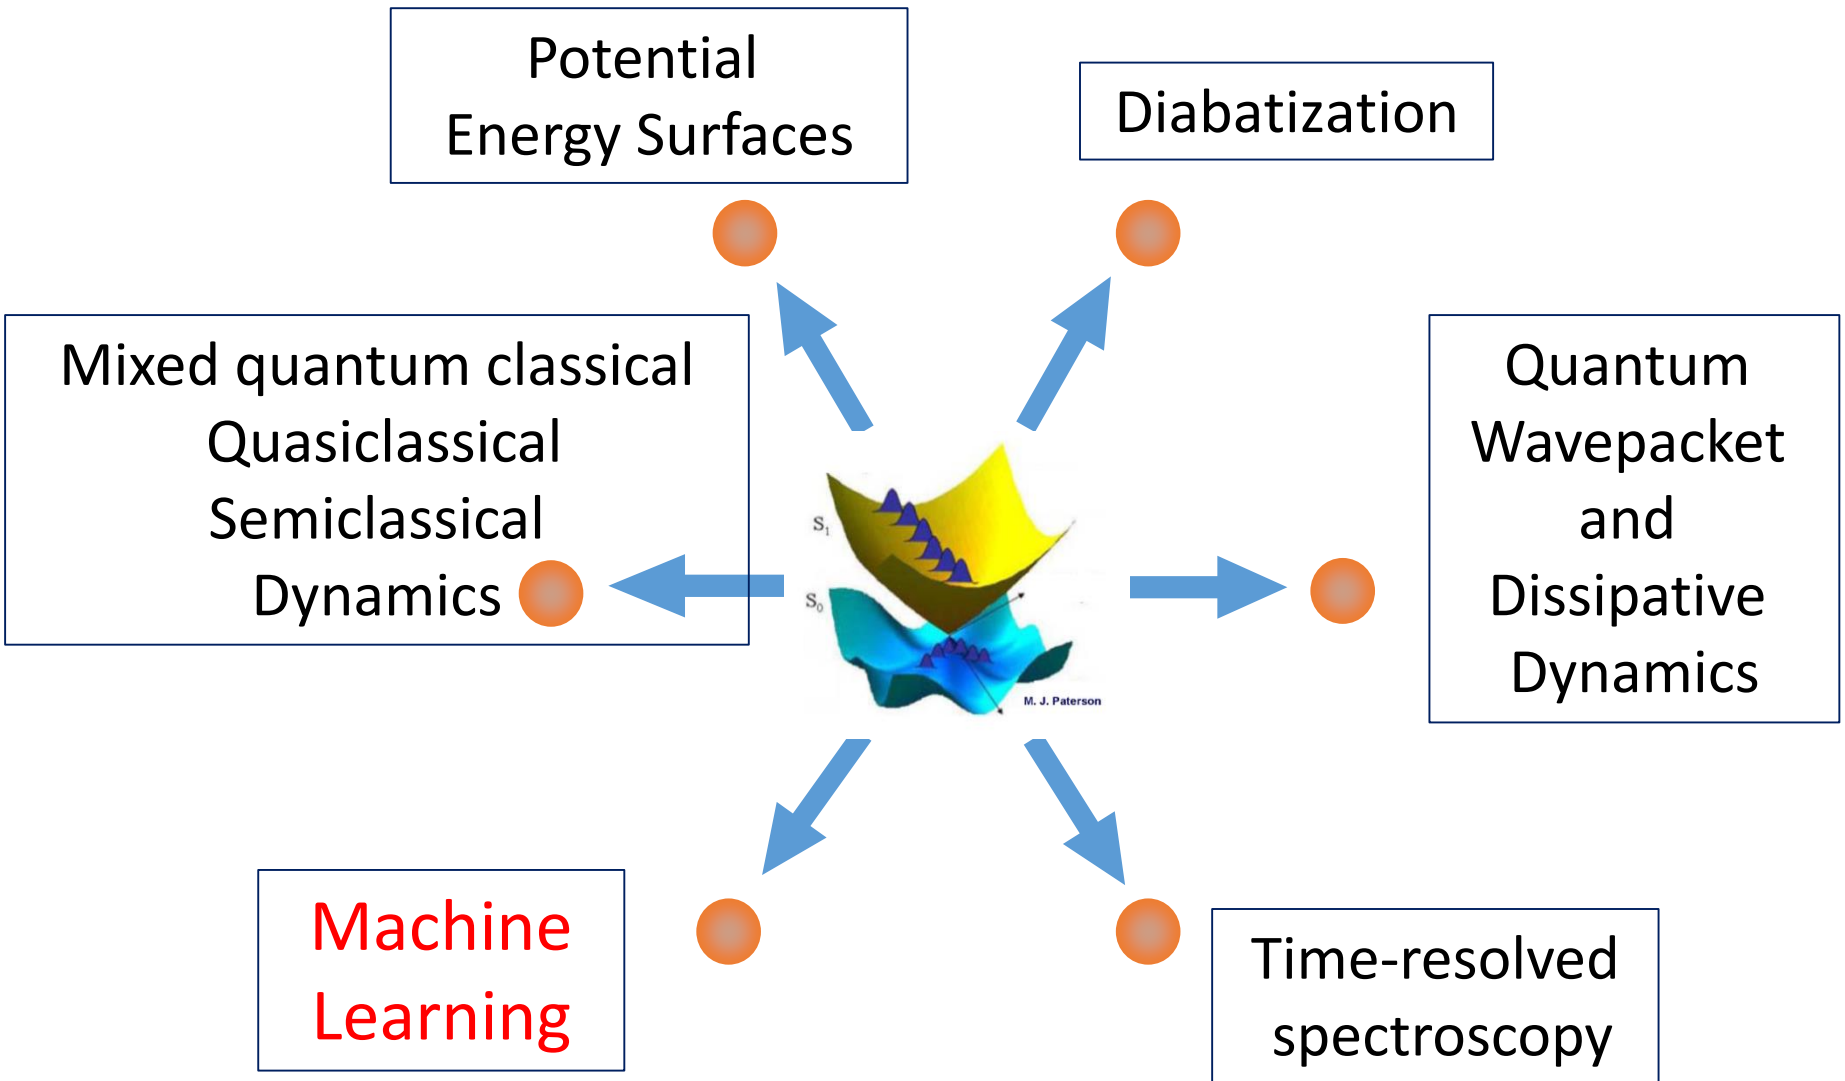 Potential
Energy Surfaces
Diabatization
Mixed quantum classical
Quasiclassical
Semiclassical
Dynamics
Quantum
Wavepacket
and
Dissipative
Dynamics
S₁
S₀
M. J. Paterson
Machine
Learning
Time-resolved
spectroscopy